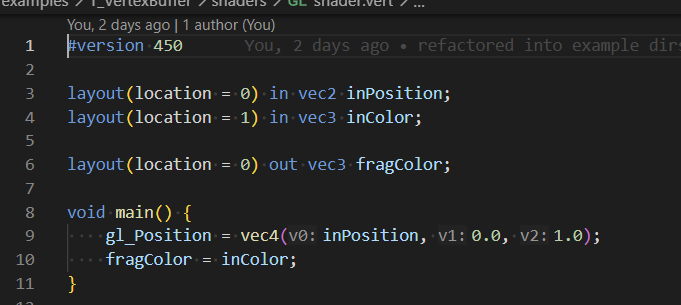 examples / 1_VertexBuffer > shaders > GL shader.vert > ...
You, 2 days ago | 1 author (You)
1 #version 450 You, 2 days ago • refactored into example dirs
2
3 layout(location = 0) in vec2 inPosition;
4 layout(location = 1) in vec3 inColor;
5
6 layout(location = 0) out vec3 fragColor;
7
8 void main() {
9 gl_Position = vec4(v0: inPosition, v1: 0.0, v2: 1.0);
10 fragColor = inColor;
11 }
12